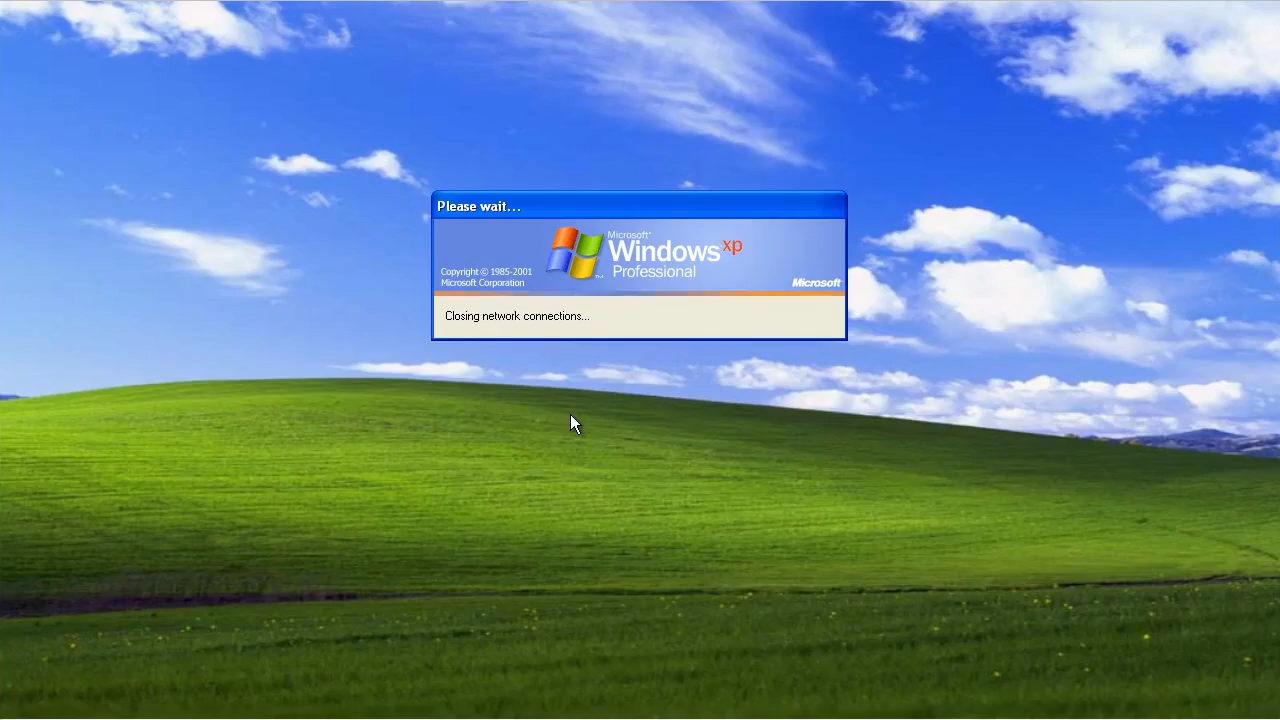 Please wait...
Microsoft®
Windows xp
Professional
Copyright © 1985-2001
Microsoft Corporation
Microsoft
Closing network connections...